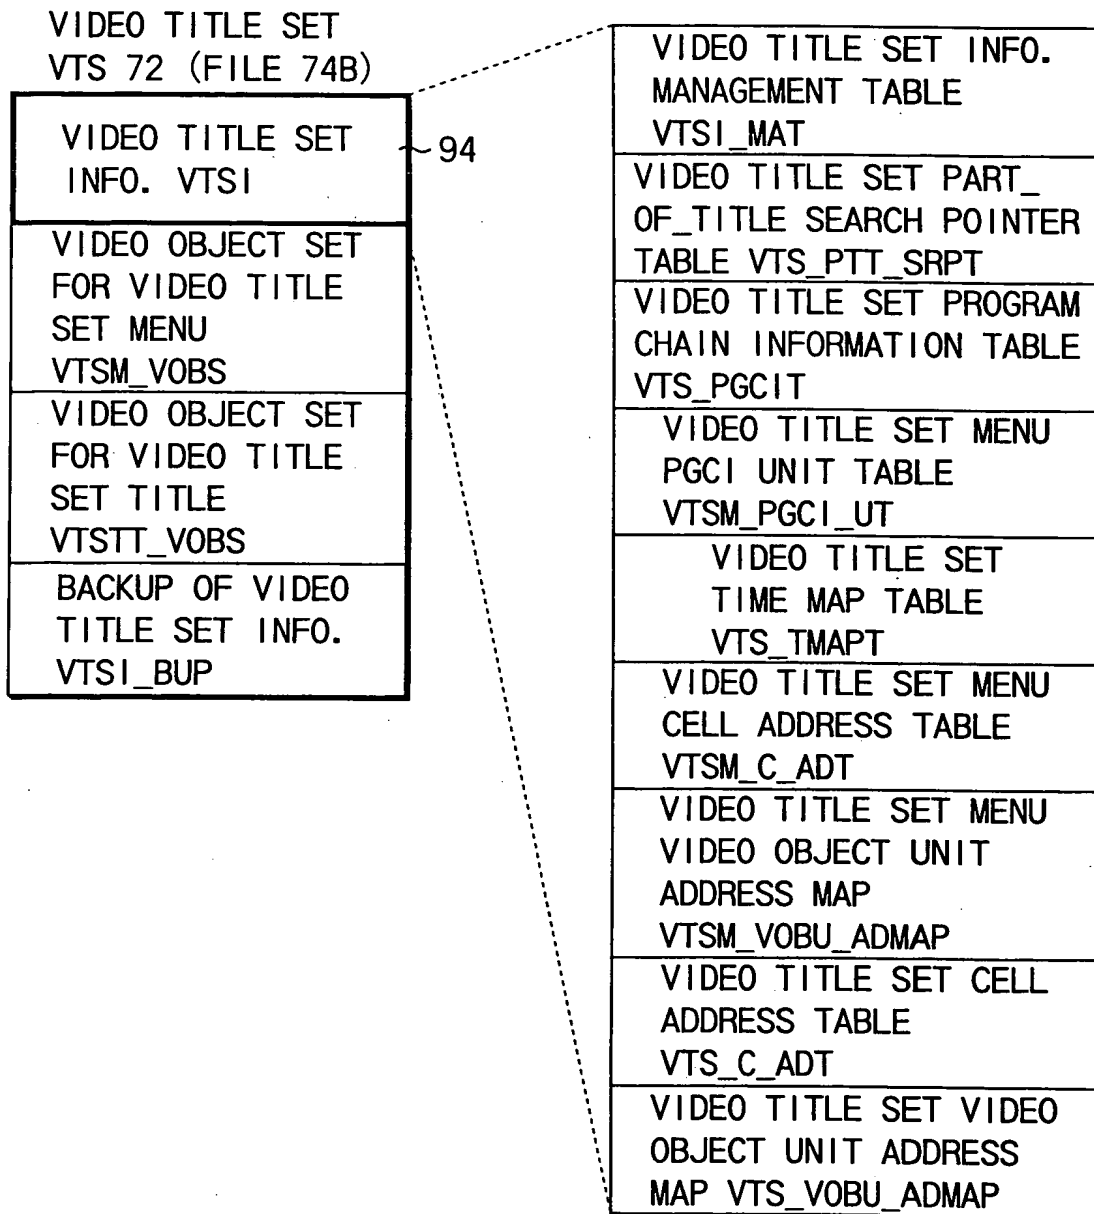 VIDEO TITLE SET
VTS 72 (FILE 74B)
VIDEO TITLE SET
INFO. VTSI
94
VIDEO OBJECT SET
FOR VIDEO TITLE
SET MENU
VTSM_VOBS
VIDEO OBJECT SET
FOR VIDEO TITLE
SET TITLE
VTSTT_VOBS
BACKUP OF VIDEO
TITLE SET INFO.
VTSI_BUP
VIDEO TITLE SET INFO.
MANAGEMENT TABLE
VTSI_MAT
VIDEO TITLE SET PART_
OF_TITLE SEARCH POINTER
TABLE VTS_PTT_SRPT
VIDEO TITLE SET PROGRAM
CHAIN INFORMATION TABLE
VTS_PGCIT
VIDEO TITLE SET MENU
PGCI UNIT TABLE
VTSM_PGCI_UT
VIDEO TITLE SET
TIME MAP TABLE
VTS_TMAPT
VIDEO TITLE SET MENU
CELL ADDRESS TABLE
VTSM_C_ADT
VIDEO TITLE SET MENU
VIDEO OBJECT UNIT
ADDRESS MAP
VTSM_VOBU_ADMAP
VIDEO TITLE SET CELL
ADDRESS TABLE
VTS_C_ADT
VIDEO TITLE SET VIDEO
OBJECT UNIT ADDRESS
MAP VTS_VOBU_ADMAP